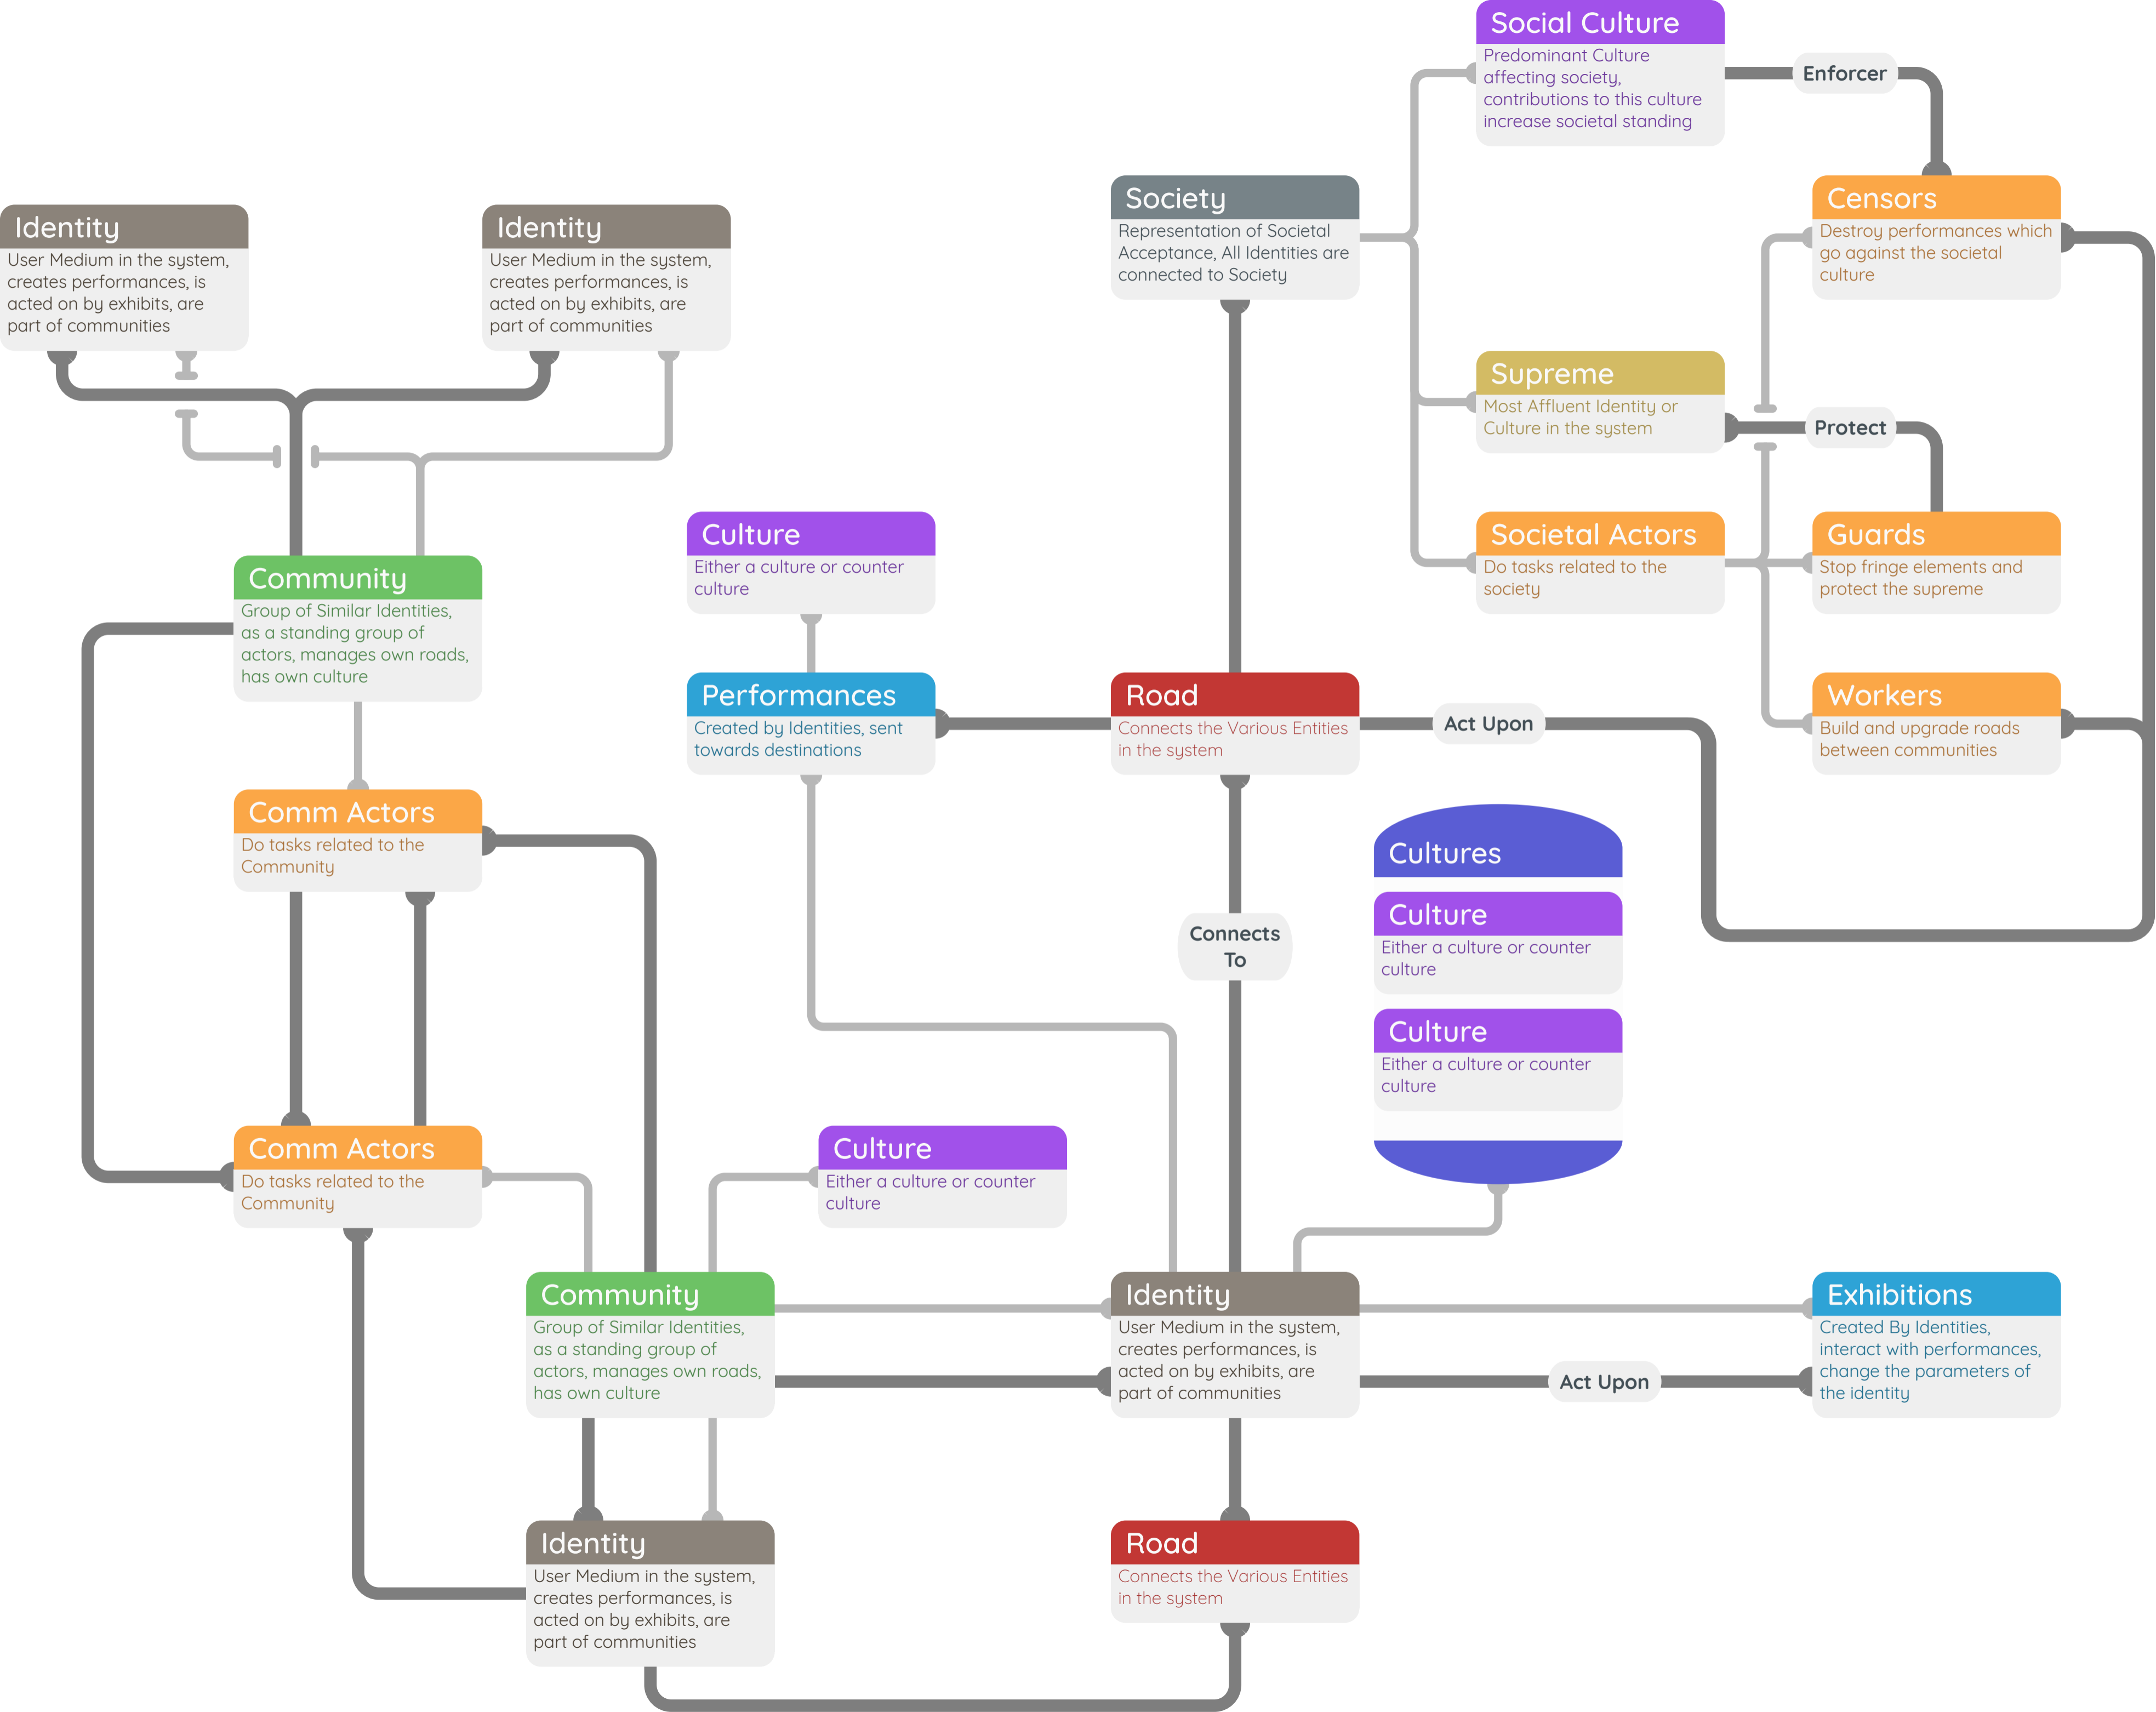 Social Culture
Predominant Culture
affecting society,
contributions to this culture
increase societal standing
Enforcer
Identity
User Medium in the system,
creates performances, is
acted on by exhibits, are
part of communities
Identity
User Medium in the system,
creates performances, is
acted on by exhibits, are
part of communities
Society
Representation of Societal
Acceptance, All Identities are
connected to Society
Censors
Destroy performances which
go against the societal
culture
Supreme
Most Affluent Identity or
Culture in the system
Protect
Culture
Either a culture or counter
culture
Societal Actors
Do tasks related to the
society
Guards
Stop fringe elements and
protect the supreme
Community
Group of Similar Identities,
as a standing group of
actors, manages own roads,
has own culture
Performances
Created by Identities, sent
towards destinations
Road
Connects the Various Entities
in the system
Act Upon
Workers
Build and upgrade roads
between communities
Comm Actors
Do tasks related to the
Community
Cultures
Culture
Either a culture or counter
culture
Connects
To
Culture
Either a culture or counter
culture
Comm Actors
Do tasks related to the
Community
Culture
Either a culture or counter
culture
Community
Group of Similar Identities,
as a standing group of
actors, manages own roads,
has own culture
Identity
User Medium in the system,
creates performances, is
acted on by exhibits, are
part of communities
Act Upon
Exhibitions
Created By Identities,
interact with performances,
change the parameters of
the identity
Identity
User Medium in the system,
creates performances, is
acted on by exhibits, are
part of communities
Road
Connects the Various Entities
in the system